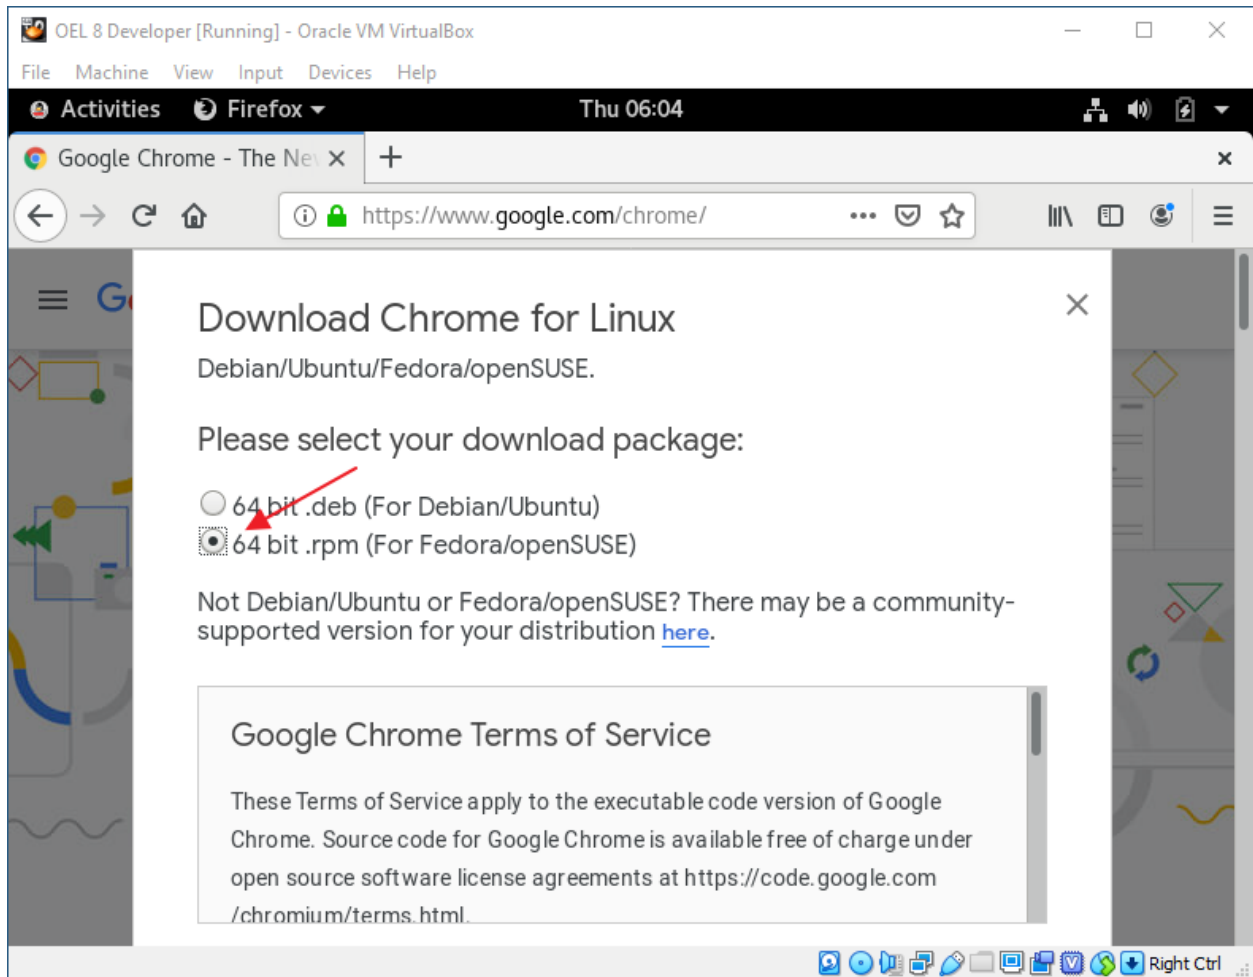 OEL 8 Developer [Running] - Oracle VM VirtualBox
File Machine View Input Devices Help
Activities Firefox Thu 06:04
Google Chrome - The Ne
https://www.google.com/chrome/
G
Download Chrome for Linux
Debian/Ubuntu/Fedora/openSUSE.
Please select your download package:
64 bit .deb (For Debian/Ubuntu)
64 bit .rpm (For Fedora/openSUSE)
Not Debian/Ubuntu or Fedora/openSUSE? There may be a community-
supported version for your distribution here.
Google Chrome Terms of Service
These Terms of Service apply to the executable code version of Google
Chrome. Source code for Google Chrome is available free of charge under
open source software license agreements at https://code.google.com
/chromium/terms.html.
Right Ctrl